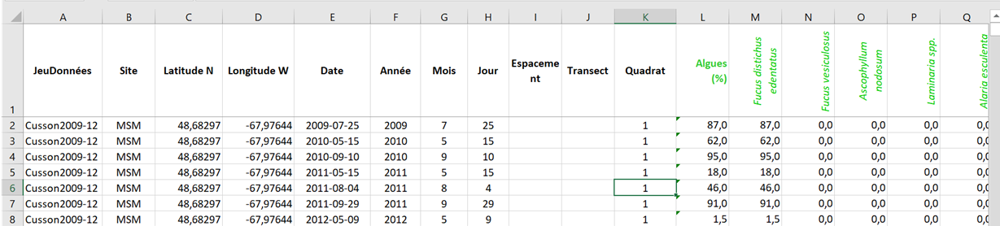 A B C D E F G H I J K L M N O P Q
1 JeuDonnées Site Latitude N Longitude W Date Année Mois Jour Espaceme nt Transect Quadrat Algues (%) Fucus distichus edentatus Fucus vesiculosus Ascophyllum nodosum Laminaria spp. Alaria esculenta
2 Cusson2009-12 MSM 48,68297 -67,97644 2009-07-25 2009 7 25 1 87,0 87,0 0,0 0,0 0,0 0,0
3 Cusson2009-12 MSM 48,68297 -67,97644 2010-05-15 2010 5 15 1 62,0 62,0 0,0 0,0 0,0 0,0
4 Cusson2009-12 MSM 48,68297 -67,97644 2010-09-10 2010 9 10 1 95,0 95,0 0,0 0,0 0,0 0,0
5 Cusson2009-12 MSM 48,68297 -67,97644 2011-05-15 2011 5 15 1 18,0 18,0 0,0 0,0 0,0 0,0
6 Cusson2009-12 MSM 48,68297 -67,97644 2011-08-04 2011 8 4 1 46,0 46,0 0,0 0,0 0,0 0,0
7 Cusson2009-12 MSM 48,68297 -67,97644 2011-09-29 2011 9 29 1 91,0 91,0 0,0 0,0 0,0 0,0
8 Cusson2009-12 MSM 48,68297 -67,97644 2012-05-09 2012 5 9 1 1,5 1,5 0,0 0,0 0,0 0,0